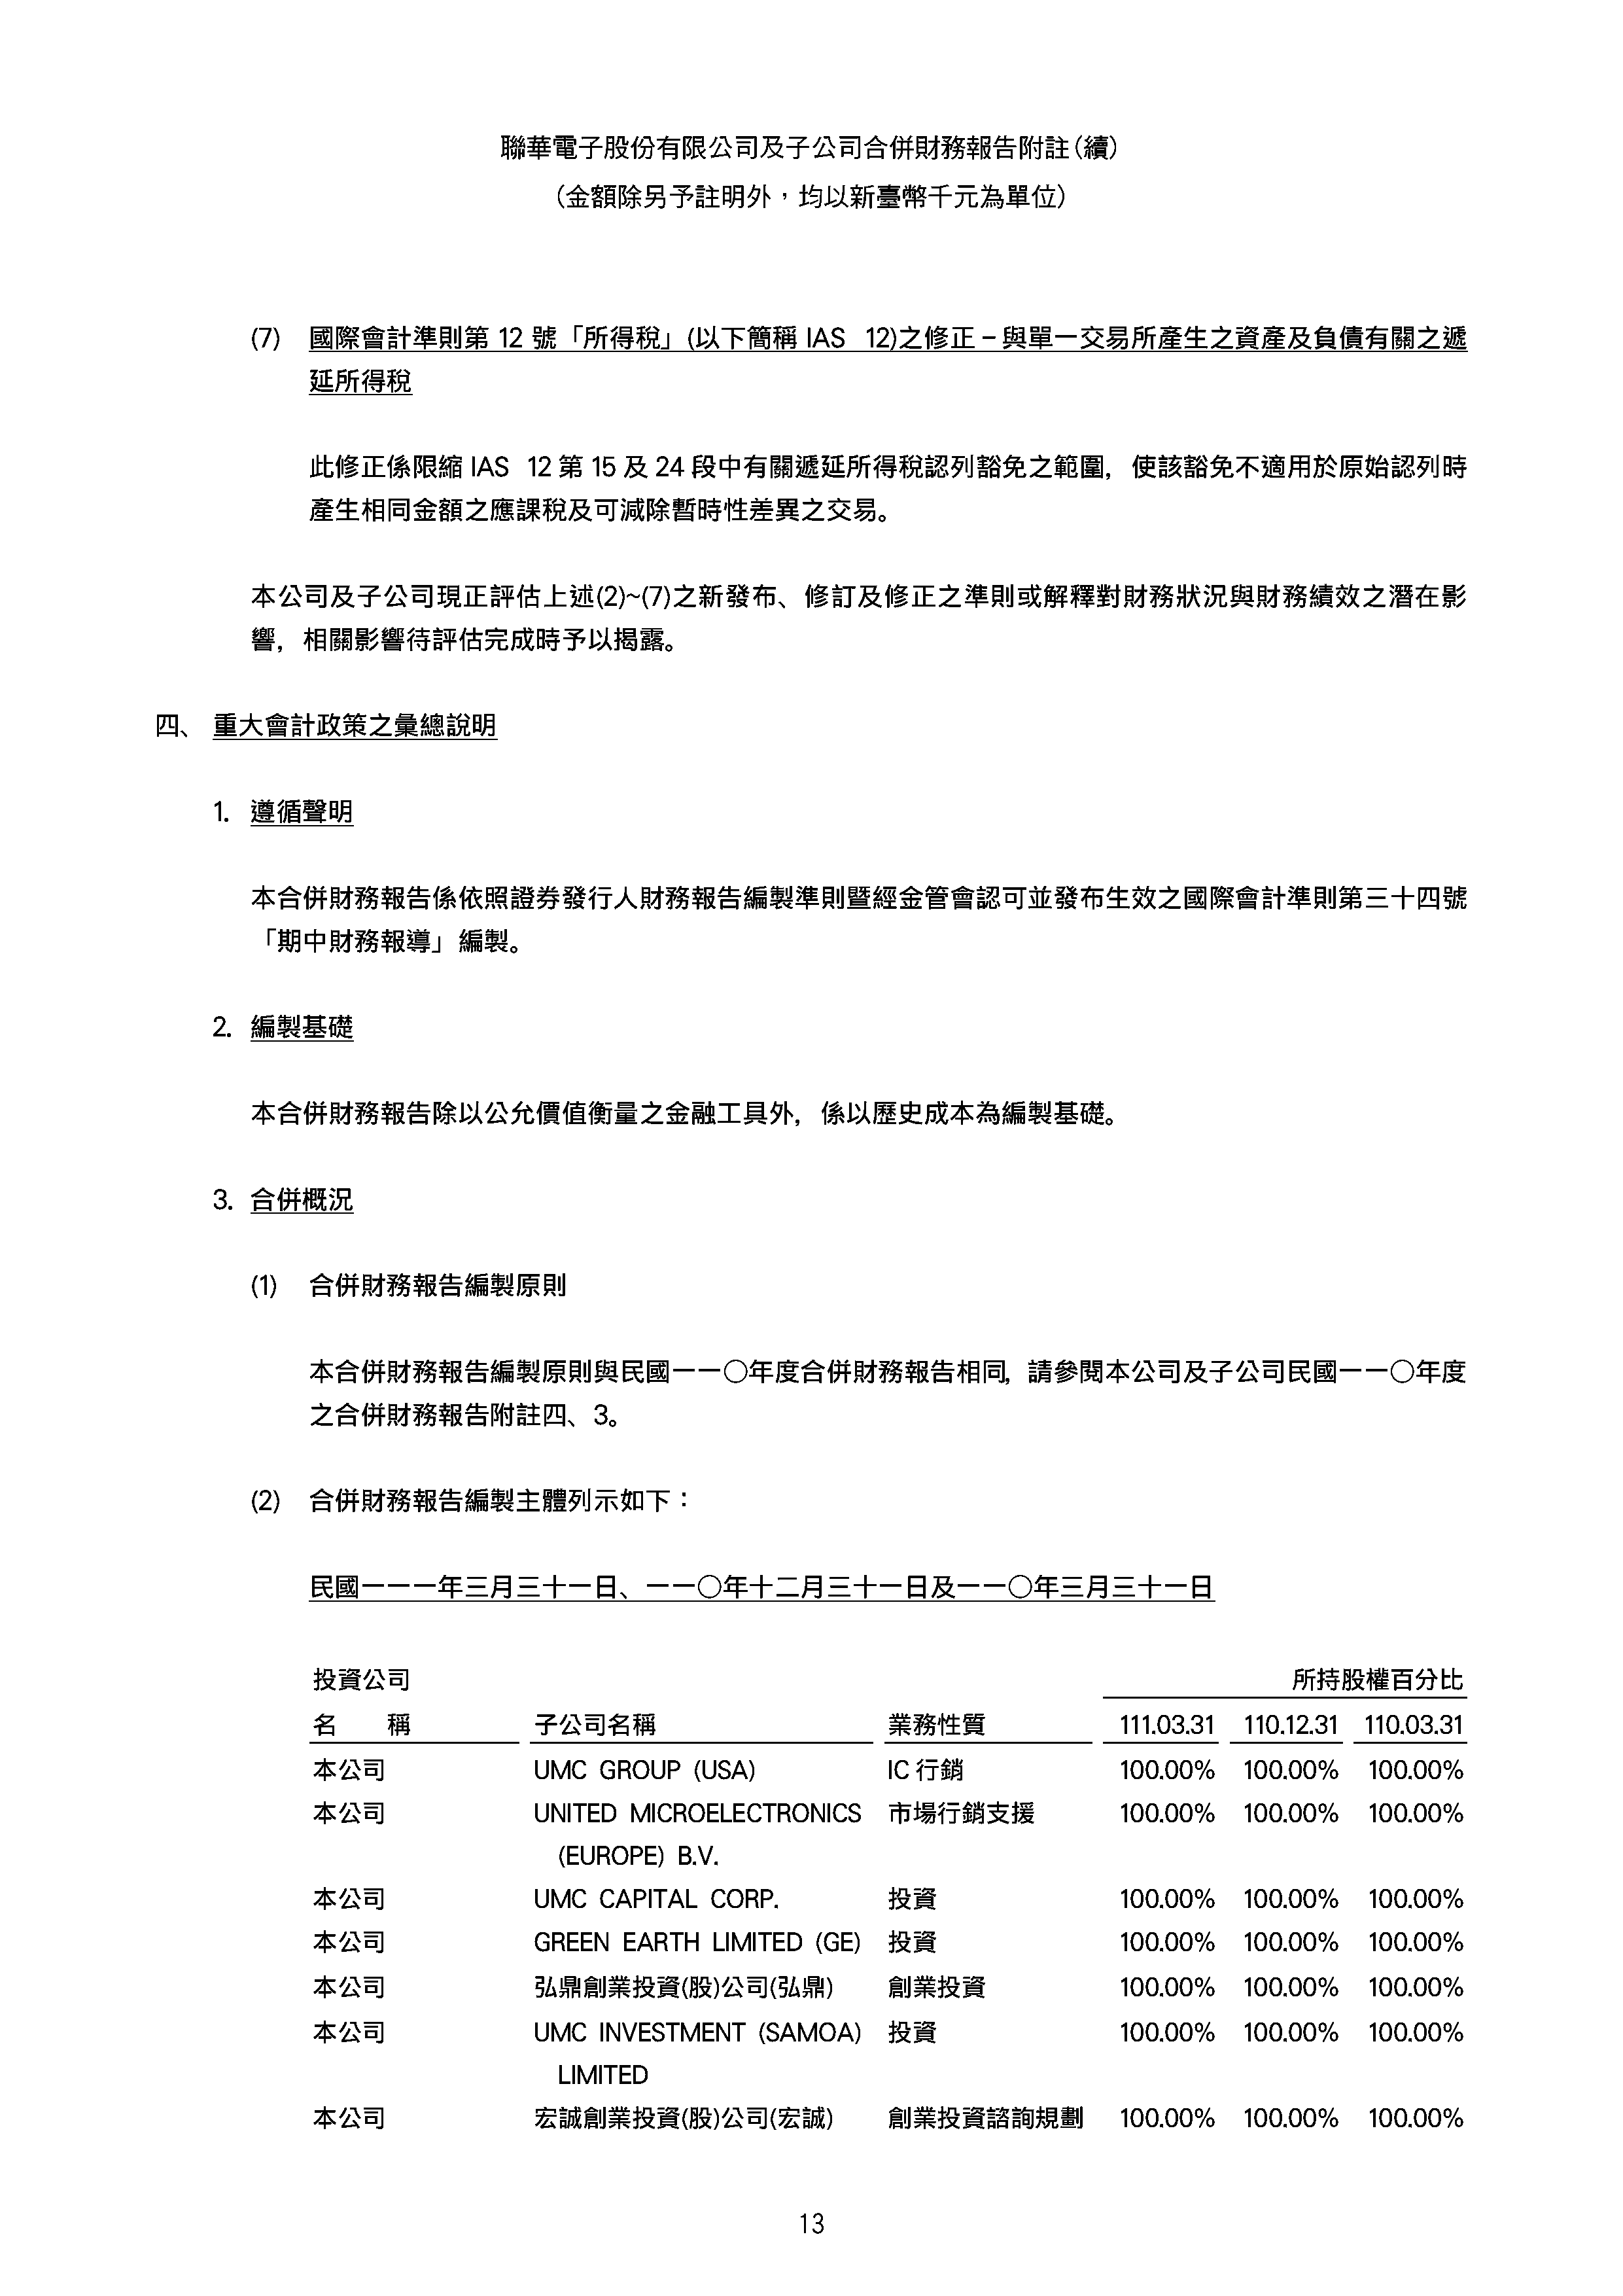 聯華電子股份有限公司及子公司合併財務報告附註(續)
(金額除另予註明外，均以新臺幣千元為單位)
(7) 國際會計準則第 12 號「所得稅」(以下簡稱 IAS 12)之修正－與單一交易所產生之資產及負債有關之遞
延所得稅
此修正係限縮 IAS 12 第 15 及 24 段中有關遞延所得稅認列豁免之範圍，使該豁免不適用於原始認列時
產生相同金額之應課稅及可減除暫時性差異之交易。
本公司及子公司現正評估上述(2)~(7)之新發布、修訂及修正之準則或解釋對財務狀況與財務績效之潛在影
響，相關影響待評估完成時予以揭露。
四、 重大會計政策之彙總說明
1. 遵循聲明
本合併財務報告係依照證券發行人財務報告編製準則暨經金管會認可並發布生效之國際會計準則第三十四號
「期中財務報導」編製。
2. 編製基礎
本合併財務報告除以公允價值衡量之金融工具外，係以歷史成本為編製基礎。
3. 合併概況
(1) 合併財務報告編製原則
本合併財務報告編製原則與民國一一○年度合併財務報告相同，請參閱本公司及子公司民國一一○年度
之合併財務報告附註四、3。
(2) 合併財務報告編製主體列示如下：
民國一一一年三月三十一日、一一○年十二月三十一日及一一○年三月三十一日
投資公司 所持股權百分比
名　　稱 子公司名稱 業務性質 111.03.31 110.12.31 110.03.31
本公司 UMC GROUP (USA) IC 行銷 100.00% 100.00% 100.00%
本公司 UNITED MICROELECTRONICS 市場行銷支援 100.00% 100.00% 100.00%
(EUROPE) B.V.
本公司 UMC CAPITAL CORP. 投資 100.00% 100.00% 100.00%
本公司 GREEN EARTH LIMITED (GE) 投資 100.00% 100.00% 100.00%
本公司 弘鼎創業投資(股)公司(弘鼎) 創業投資 100.00% 100.00% 100.00%
本公司 UMC INVESTMENT (SAMOA) 投資 100.00% 100.00% 100.00%
LIMITED
本公司 宏誠創業投資(股)公司(宏誠) 創業投資諮詢規劃 100.00% 100.00% 100.00%
13